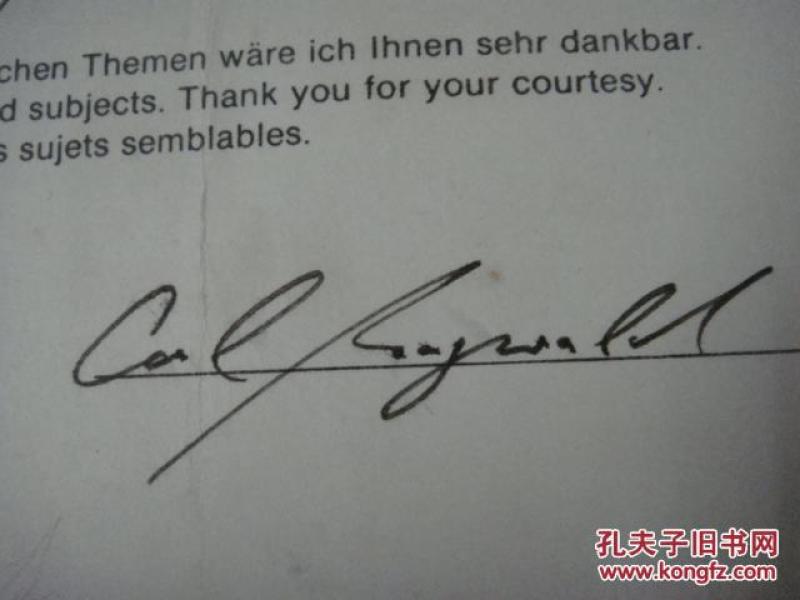 chen Themen wäre ich Ihnen sehr dankbar.
d subjects. Thank you for your courtesy.
s sujets semblables.
Carl
孔夫子旧书网
www.kongfz.com